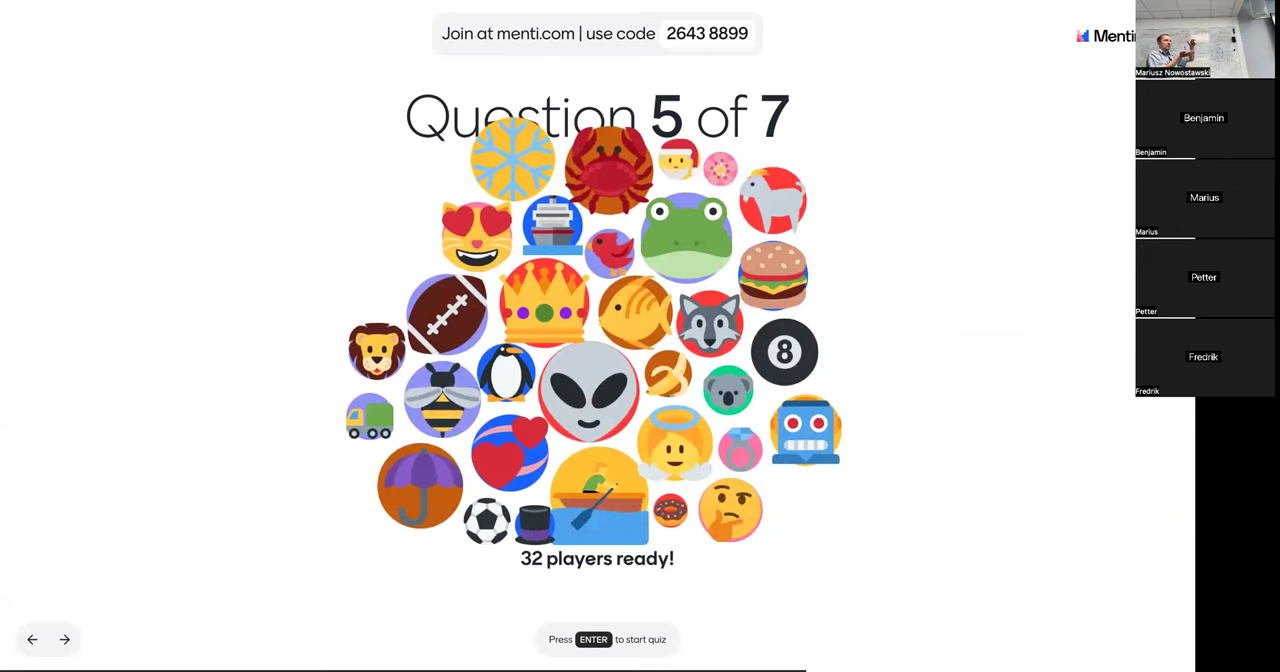 Join at menti.com | use code 2643 8899
Menti
Mariusz Nowostawski
Question 5 of 7
Benjamin
Benjamin
Marius
Marius
Petter
Petter
8
Fredrik
Fredrik
32 players ready!
Press ENTER to start quiz